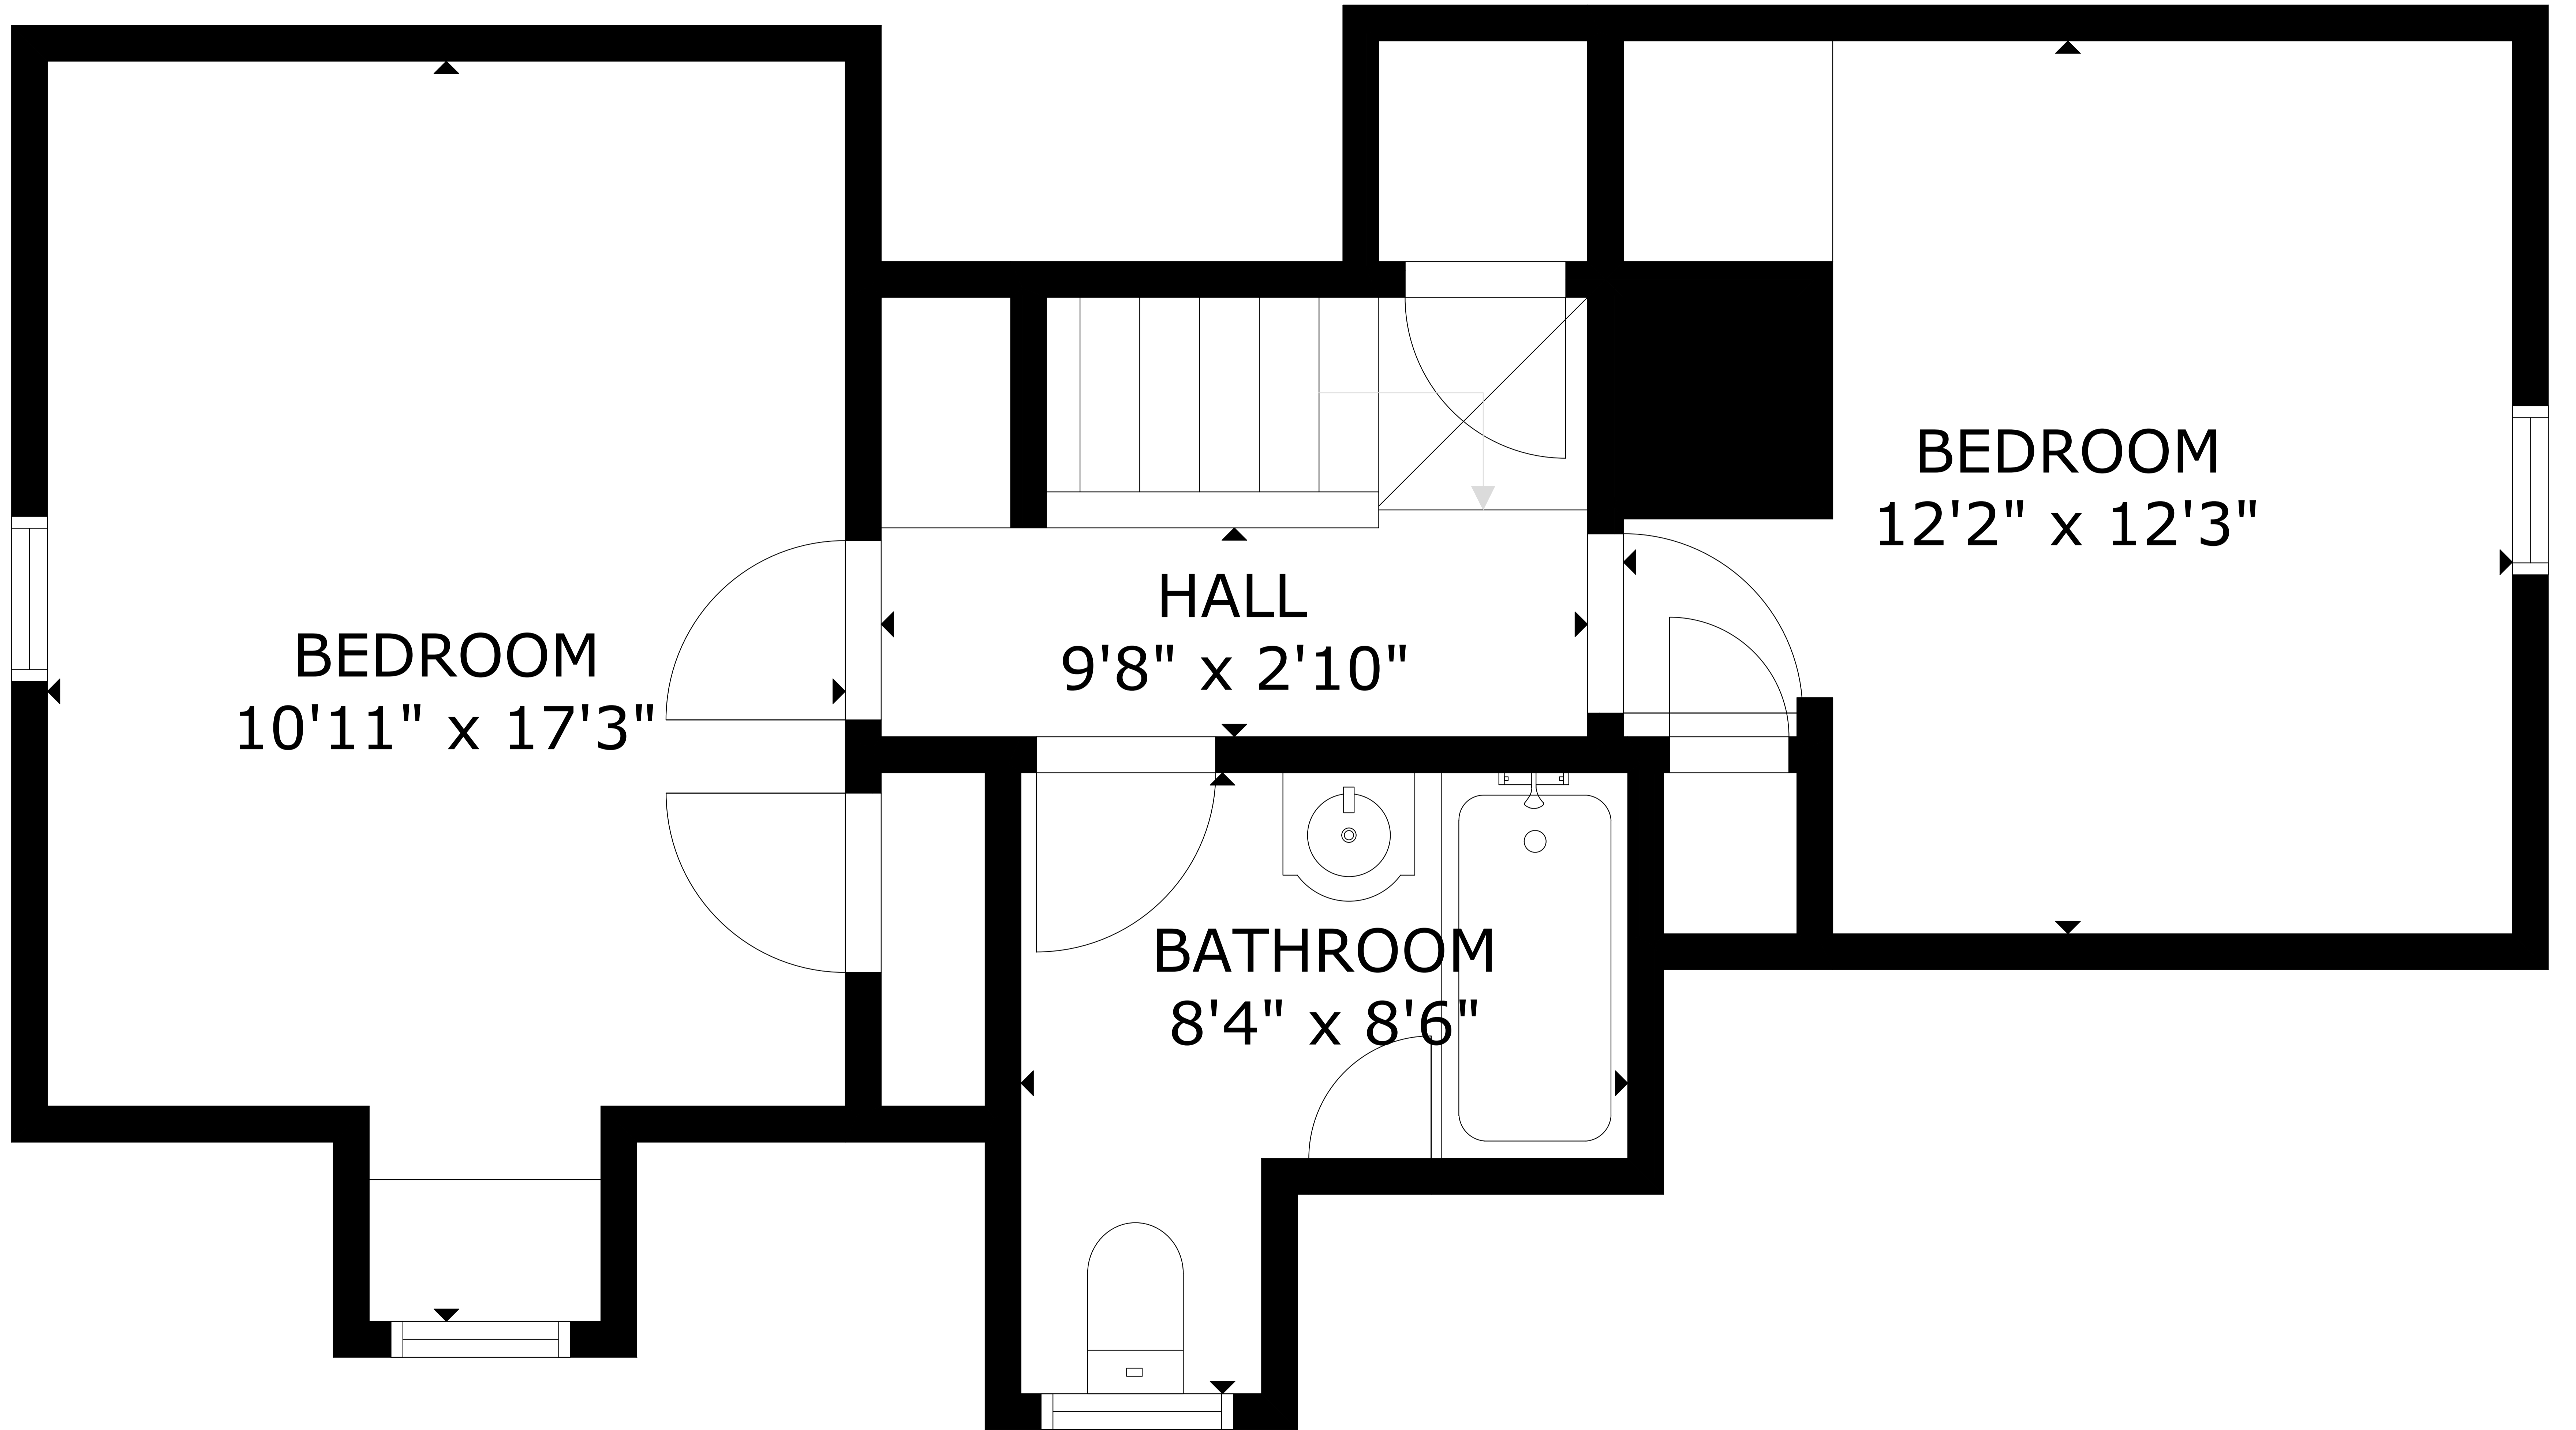 BEDROOM
10'11" x 17'3"
HALL
9'8" x 2'10"
BEDROOM
12'2" x 12'3"
BATHROOM
8'4" x 8'6"